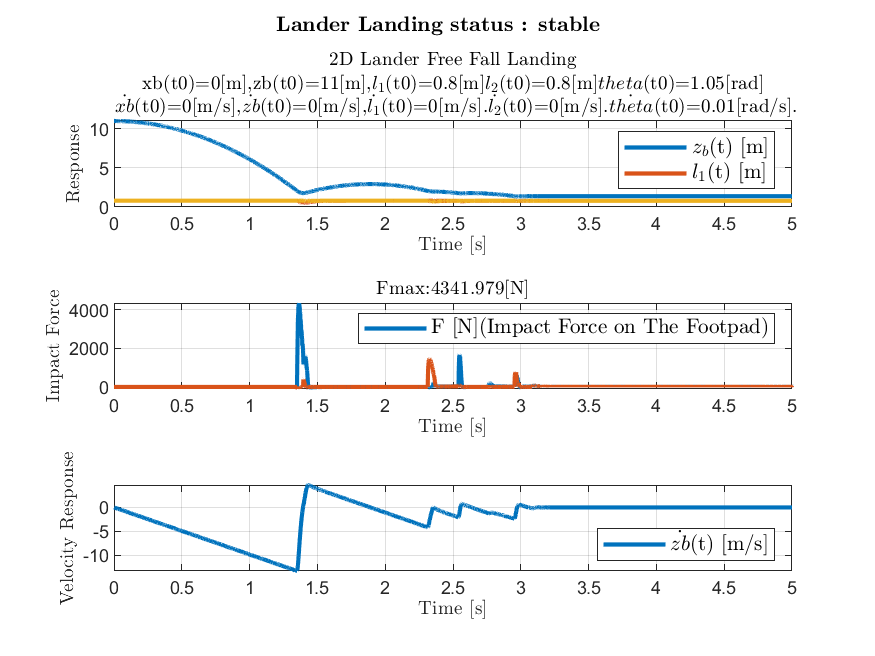 Lander Landing status : stable
2D Lander Free Fall Landing
xb(t0)=0[m],zb(t0)=11[m],l₁(t0)=0.8[m]l₂(t0)=0.8[m]theta(t0)=1.05[rad]
ẋb(t0)=0[m/s],żb(t0)=0[m/s],l̇₁(t0)=0[m/s].l̇₂(t0)=0[m/s].thėta(t0)=0.01[rad/s].
Response
10
5
0
z_b(t) [m]
l₁(t) [m]
0 0.5 1 1.5 2 2.5 3 3.5 4 4.5 5
Time [s]
Fmax:4341.979[N]
Impact Force
4000
2000
0
F [N](Impact Force on The Footpad)
0 0.5 1 1.5 2 2.5 3 3.5 4 4.5 5
Time [s]
Velocity Response
0
-5
-10
żb(t) [m/s]
0 0.5 1 1.5 2 2.5 3 3.5 4 4.5 5
Time [s]